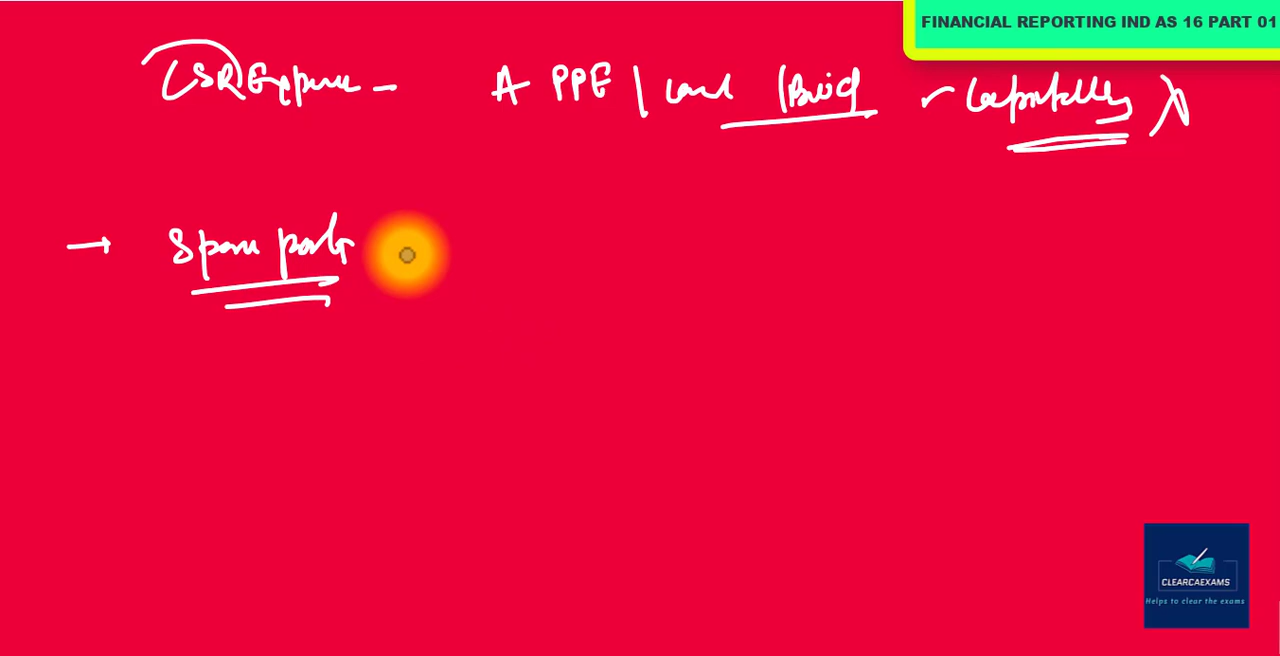 FINANCIAL REPORTING IND AS 16 PART 01
CSR Expense - A PPE | Land | Build
→ Spare parts
CLEARCAEXAMS
Helps to clear the exams